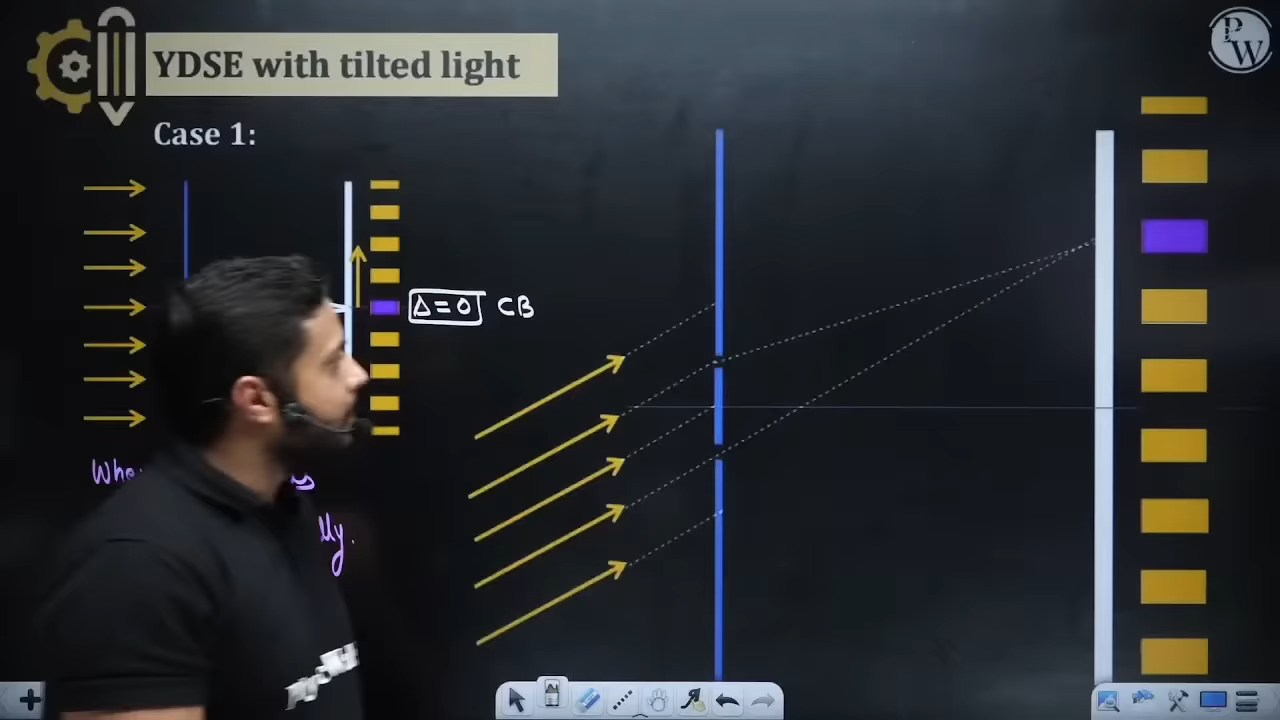 YDSE with tilted light
P
W
Case 1:
Δ = 0 CB